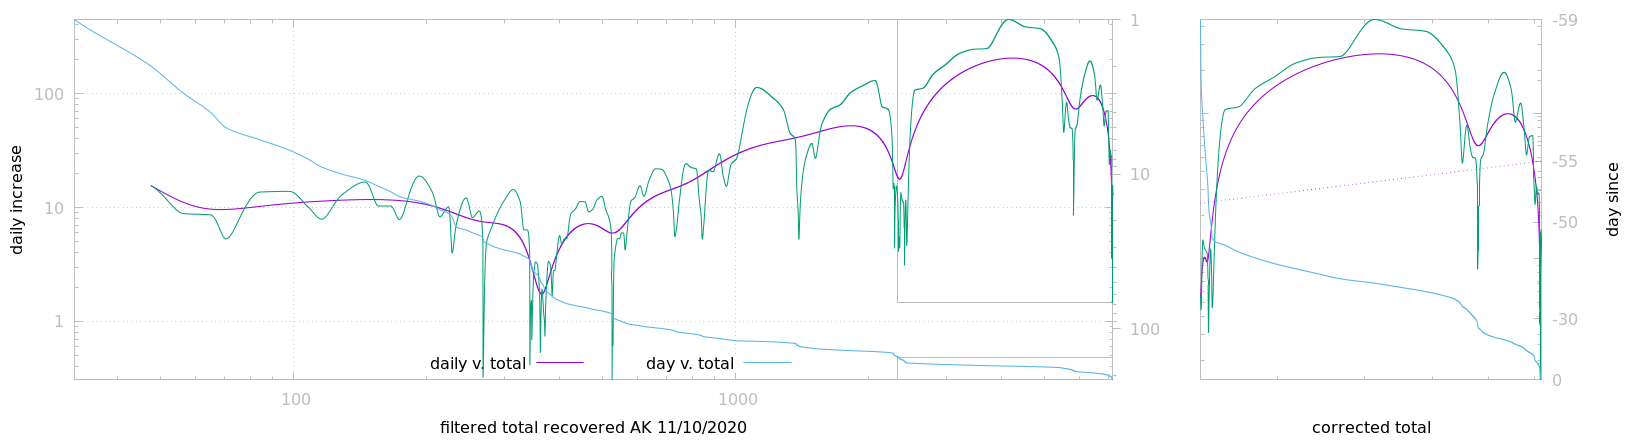 daily increase
100
10
1
100
1000
1
10
100
daily v. total
day v. total
filtered total recovered AK 11/10/2020
-59
-55
-50
-30
0
day since
corrected total